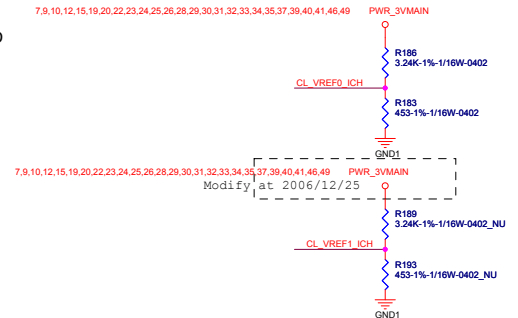 7,9,10,12,15,19,20,22,23,24,25,26,28,29,30,31,32,33,34,35,37,39,40,41,46,49 PWR_3VMAIN
R186
3.24K-1%-1/16W-0402
CL_VREF0_ICH
R183
453-1%-1/16W-0402
GND1
7,9,10,12,15,19,20,22,23,24,25,26,28,29,30,31,32,33,34,35,37,39,40,41,46,49 PWR_3VMAIN
Modify at 2006/12/25
R189
3.24K-1%-1/16W-0402_NU
CL_VREF1_ICH
R193
453-1%-1/16W-0402_NU
GND1